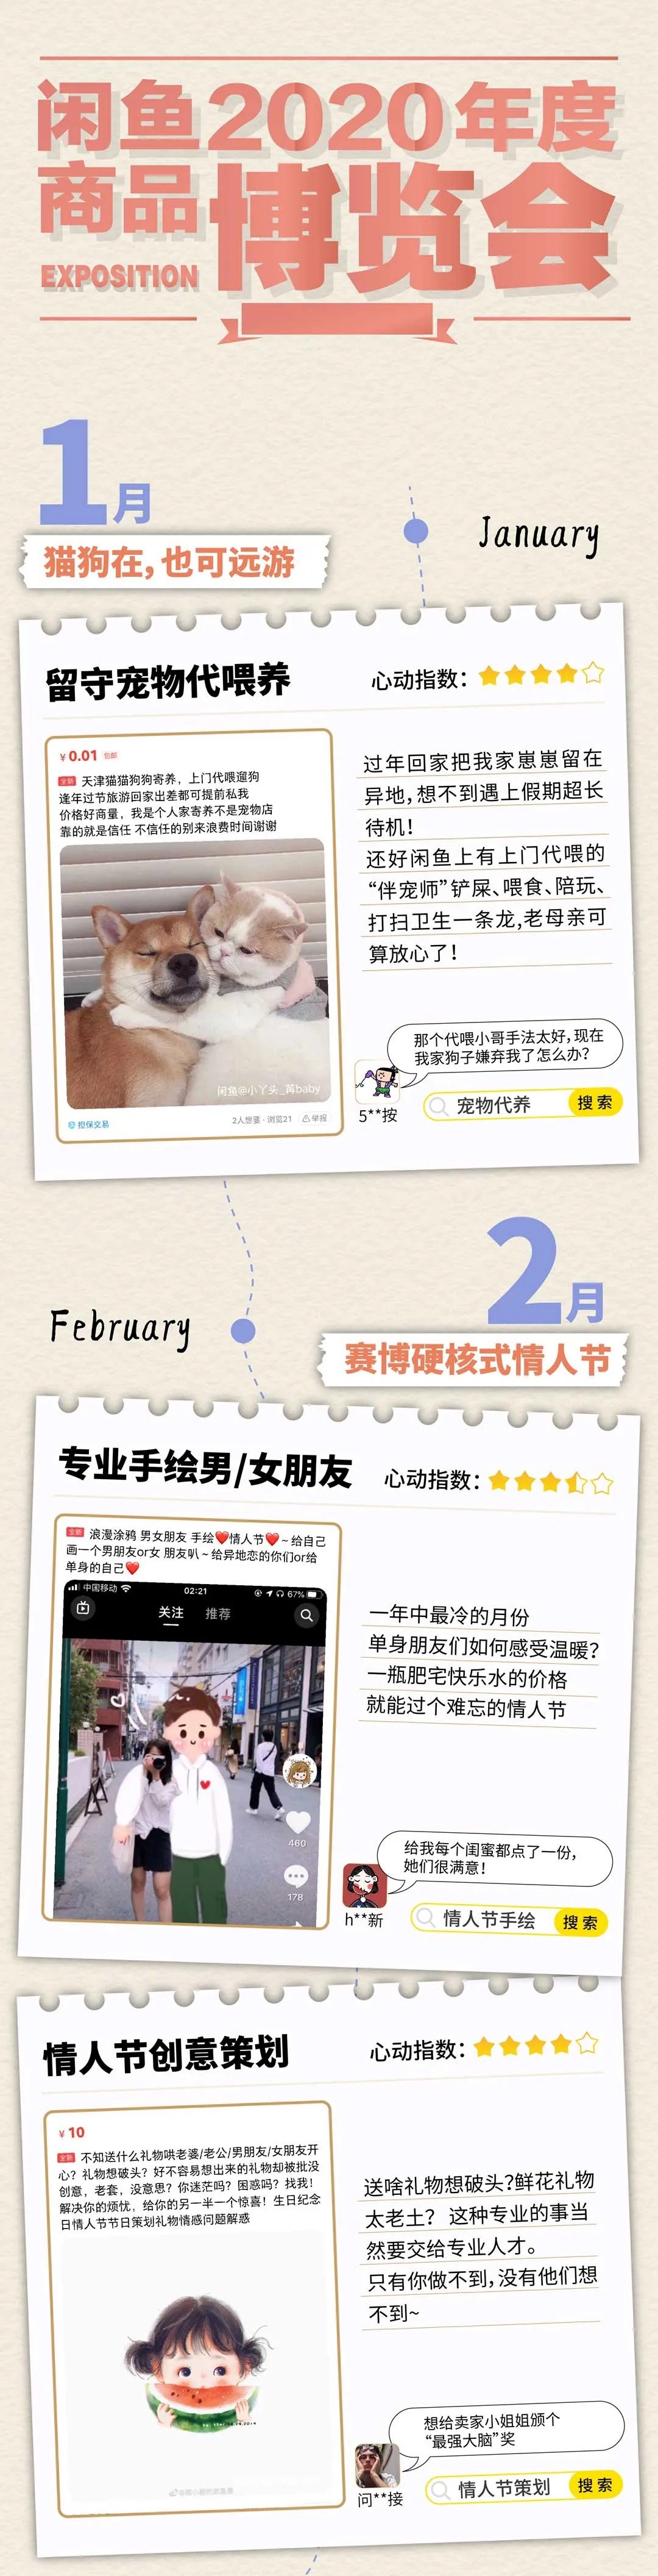 闲鱼2020年度
商品
博览会
EXPOSITION
1月
January
猫狗在，也可远游
留守宠物代喂养
心动指数：
¥0.01 包邮
全新 天津猫猫狗狗寄养，上门代喂遛狗
逢年过节旅游回家出差都可提前私我
价格好商量，我是个人家寄养不是宠物店
靠的就是信任 不信任的别来浪费时间谢谢
闲鱼@小丫头_苒baby
担保交易
2人想要·浏览21
举报
过年回家把我家崽崽留在
异地，想不到遇上假期超长
待机！
还好闲鱼上有上门代喂的
“伴宠师”铲屎、喂食、陪玩、
打扫卫生一条龙，老母亲可
算放心了！
那个代喂小哥手法太好，现在
我家狗子嫌弃我了怎么办？
5**按
宠物代养
搜索
2月
February
赛博硬核式情人节
专业手绘男/女朋友
心动指数：
全新 浪漫涂鸦 男女朋友 手绘❤️情人节❤️~给自己
画一个男朋友or女 朋友叭~给异地恋的你们or给
单身的自己❤️
中国移动
02:21
67%
关注
推荐
460
178
一年中最冷的月份
单身朋友们如何感受温暖？
一瓶肥宅快乐水的价格
就能过个难忘的情人节
给我每个闺蜜都点了一份，
她们很满意！
h**新
情人节手绘
搜索
情人节创意策划
心动指数：
¥10
全新 不知送什么礼物哄老婆/老公/男朋友/女朋友开
心？礼物想破头？好不容易想出来的礼物却被批没
创意，老套，没意思？你迷茫吗？困惑吗？找我！
解决你的烦忧，给你的另一半一个惊喜！生日纪念
日情人节节日策划礼物情感问题解惑
送啥礼物想破头？鲜花礼物
太老土？ 这种专业的事当
然要交给专业人才。
只有你做不到，没有他们想
不到~
想给卖家小姐姐颁个
“最强大脑”奖
问**接
情人节策划
搜索